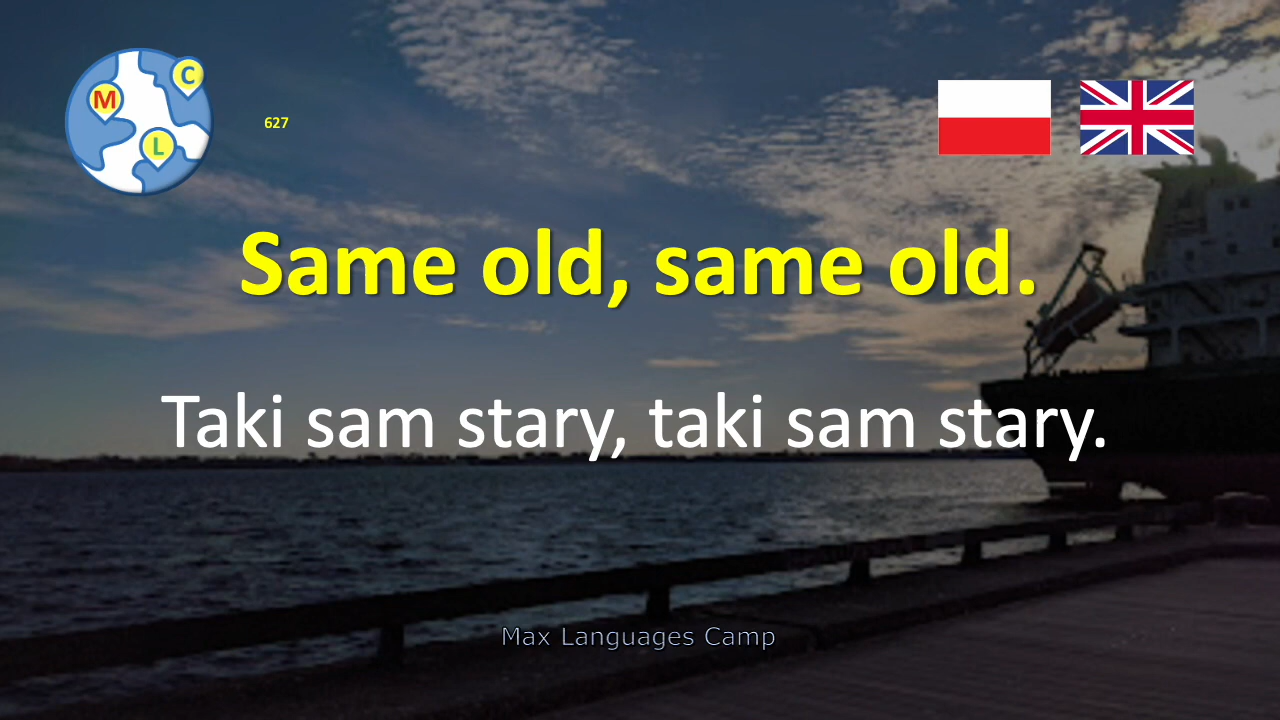 M
C
L
627
Same old, same old.
Taki sam stary, taki sam stary.
Max Languages Camp